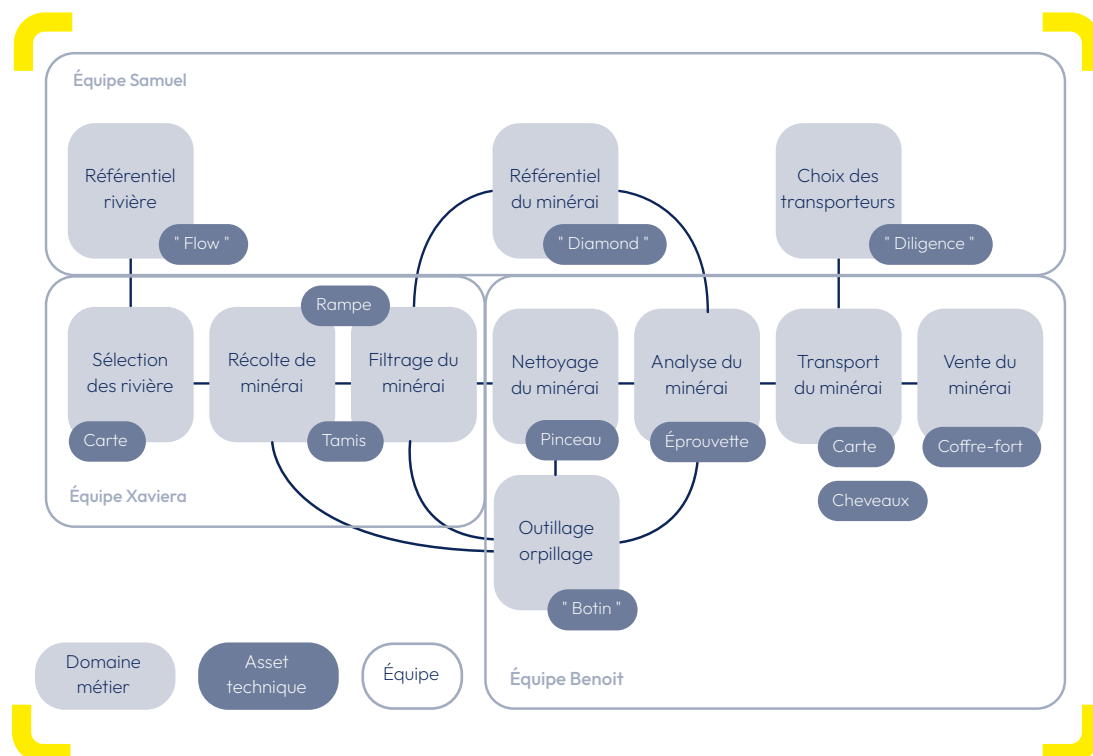 Équipe Samuel
Référentiel
rivière
" Flow "
Référentiel
du minérai
" Diamond "
Choix des
transporteurs
" Diligence "
Rampe
Sélection
des rivière
Carte
Récolte de
minérai
Tamis
Filtrage du
minérai
Équipe Xaviera
Nettoyage
du minérai
Pinceau
Analyse du
minérai
Éprouvette
Transport
du minérai
Carte
Cheveaux
Vente du
minérai
Coffre-fort
Outillage
orpillage
" Botin "
Équipe Benoit
Domaine
métier
Asset
technique
Équipe